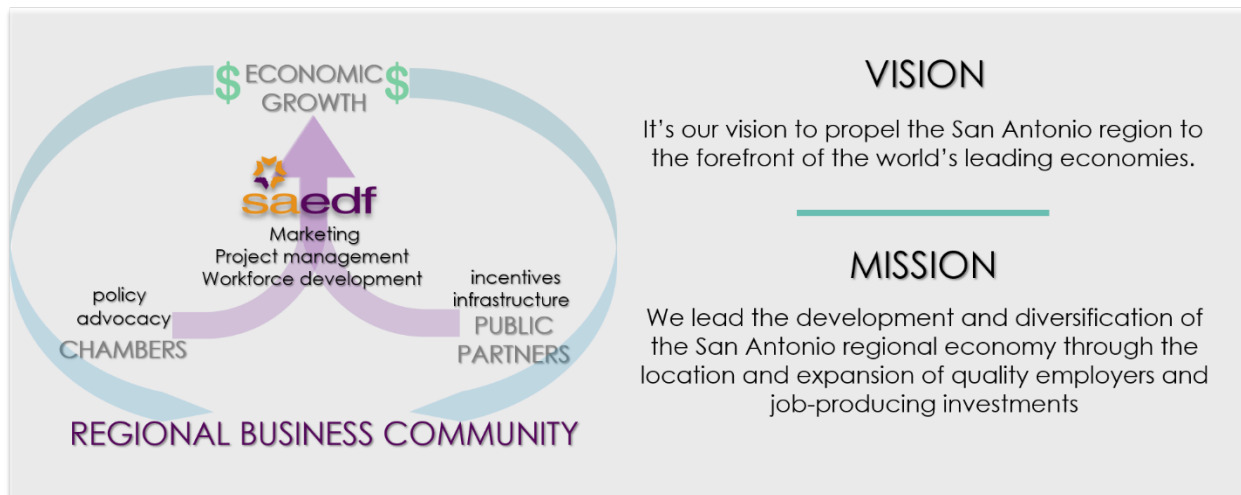 $ ECONOMIC $
GROWTH
saedf
Marketing
Project management
Workforce development
policy
advocacy
CHAMBERS
incentives
infrastructure
PUBLIC
PARTNERS
REGIONAL BUSINESS COMMUNITY
VISION
It's our vision to propel the San Antonio region to
the forefront of the world's leading economies.
MISSION
We lead the development and diversification of
the San Antonio regional economy through the
location and expansion of quality employers and
job-producing investments